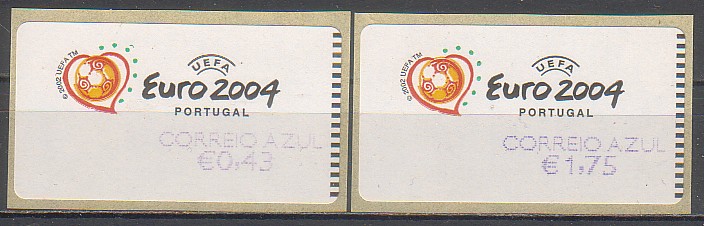 © 2002 UEFA TM
UEFA
Euro 2004
PORTUGAL
CORREIO AZUL
€0,43
© 2002 UEFA TM
UEFA
Euro 2004
PORTUGAL
CORREIO AZUL
€1,75